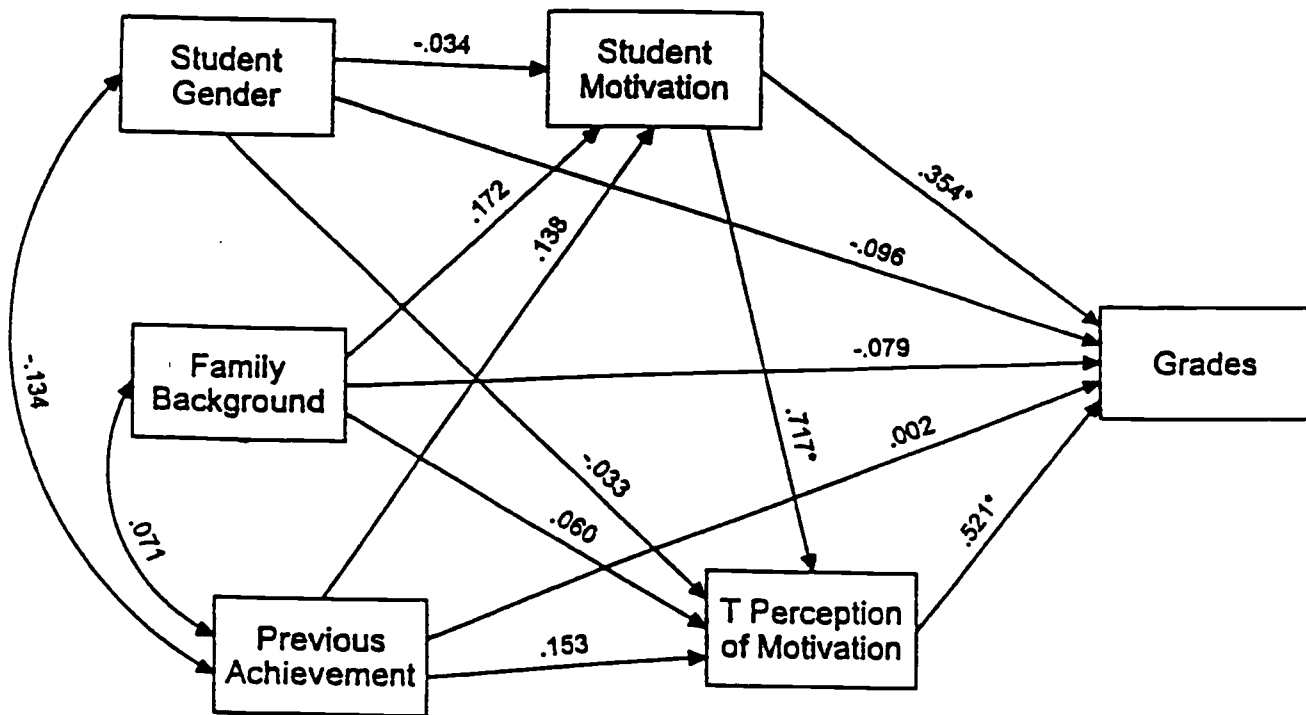 Student
Gender
-.034
Student
Motivation
.354*
.172
.138
-.096
-.134
Family
Background
-.079
Grades
.071
-.033
.060
.717*
.002
.521*
Previous
Achievement
.153
T Perception
of Motivation